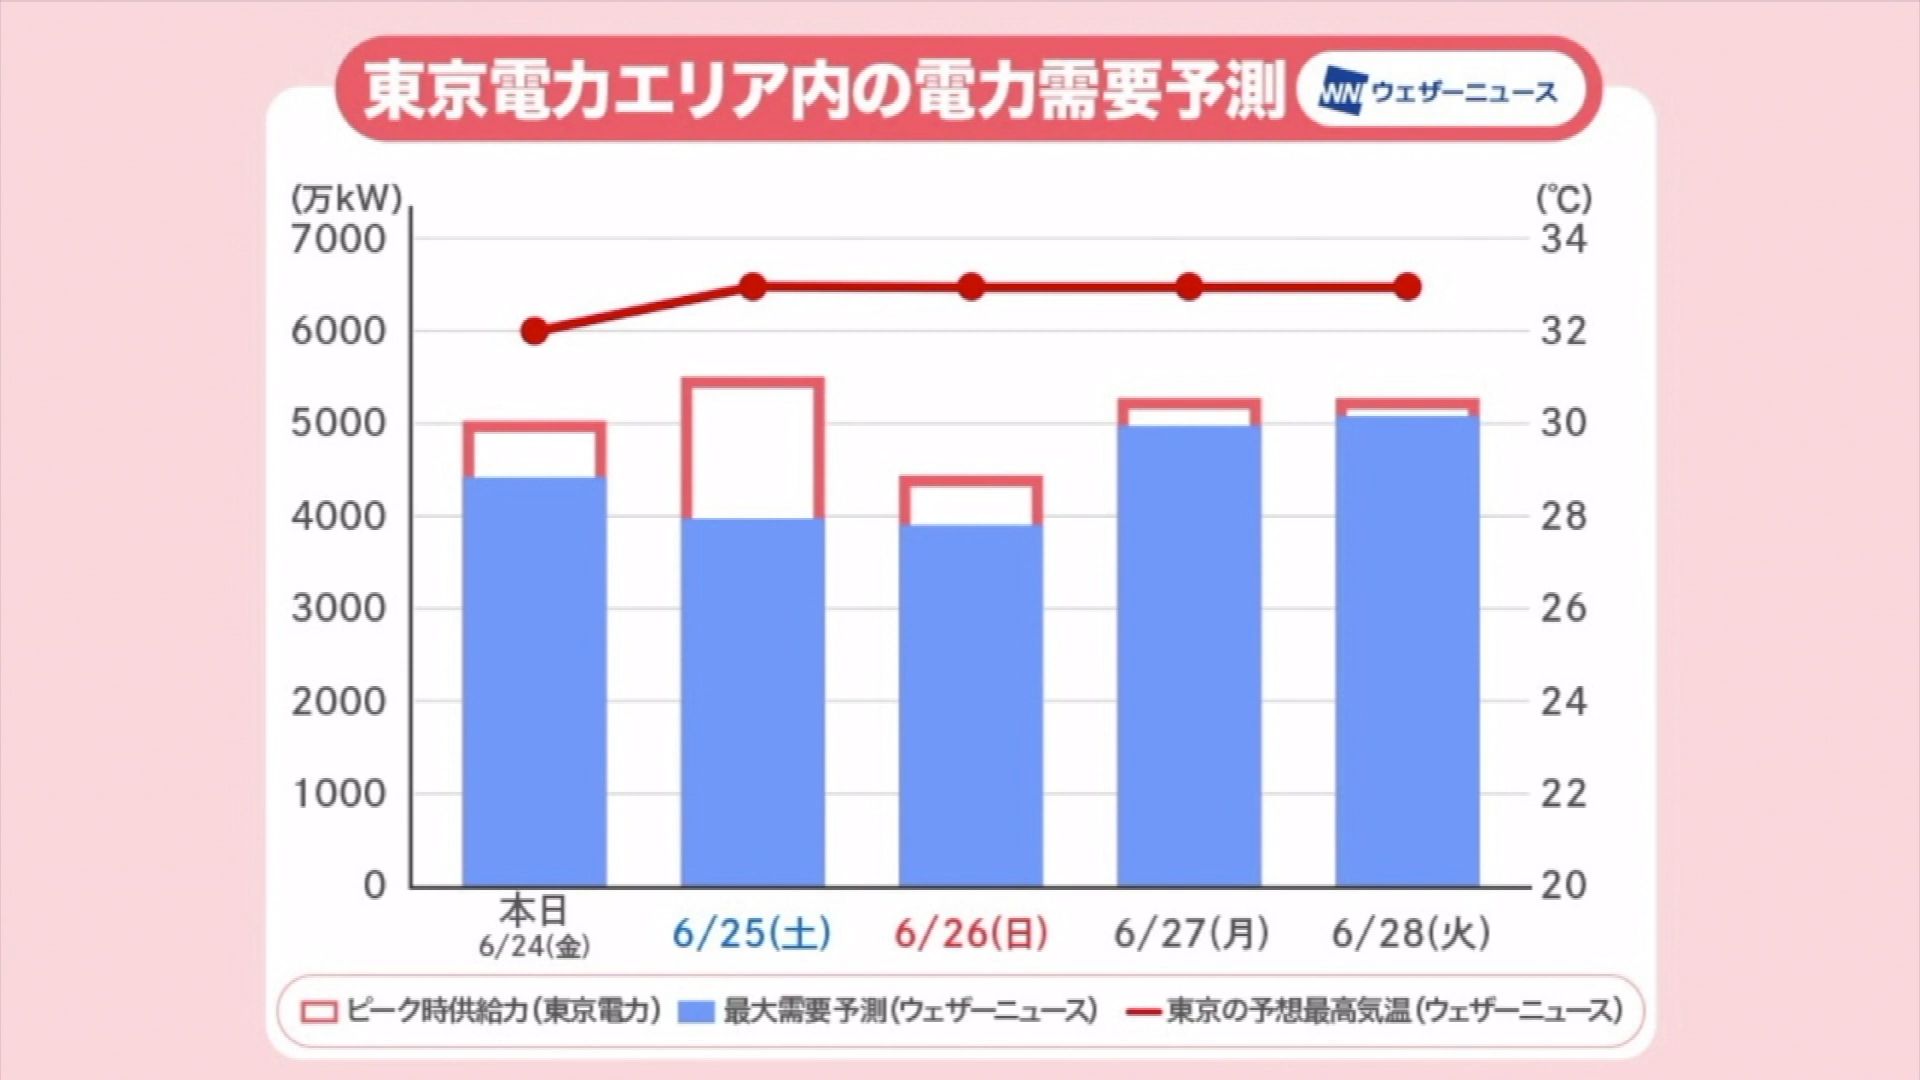 東京電力エリア内の電力需要予測
WN ウェザーニュース
(万kW)
(℃)
7000
34
6000
32
5000
30
4000
28
3000
26
2000
24
1000
22
0
20
本日
6/24(金)
6/25(土)
6/26(日)
6/27(月)
6/28(火)
ピーク時供給力(東京電力)
最大需要予測(ウェザーニュース)
東京の予想最高気温(ウェザーニュース)